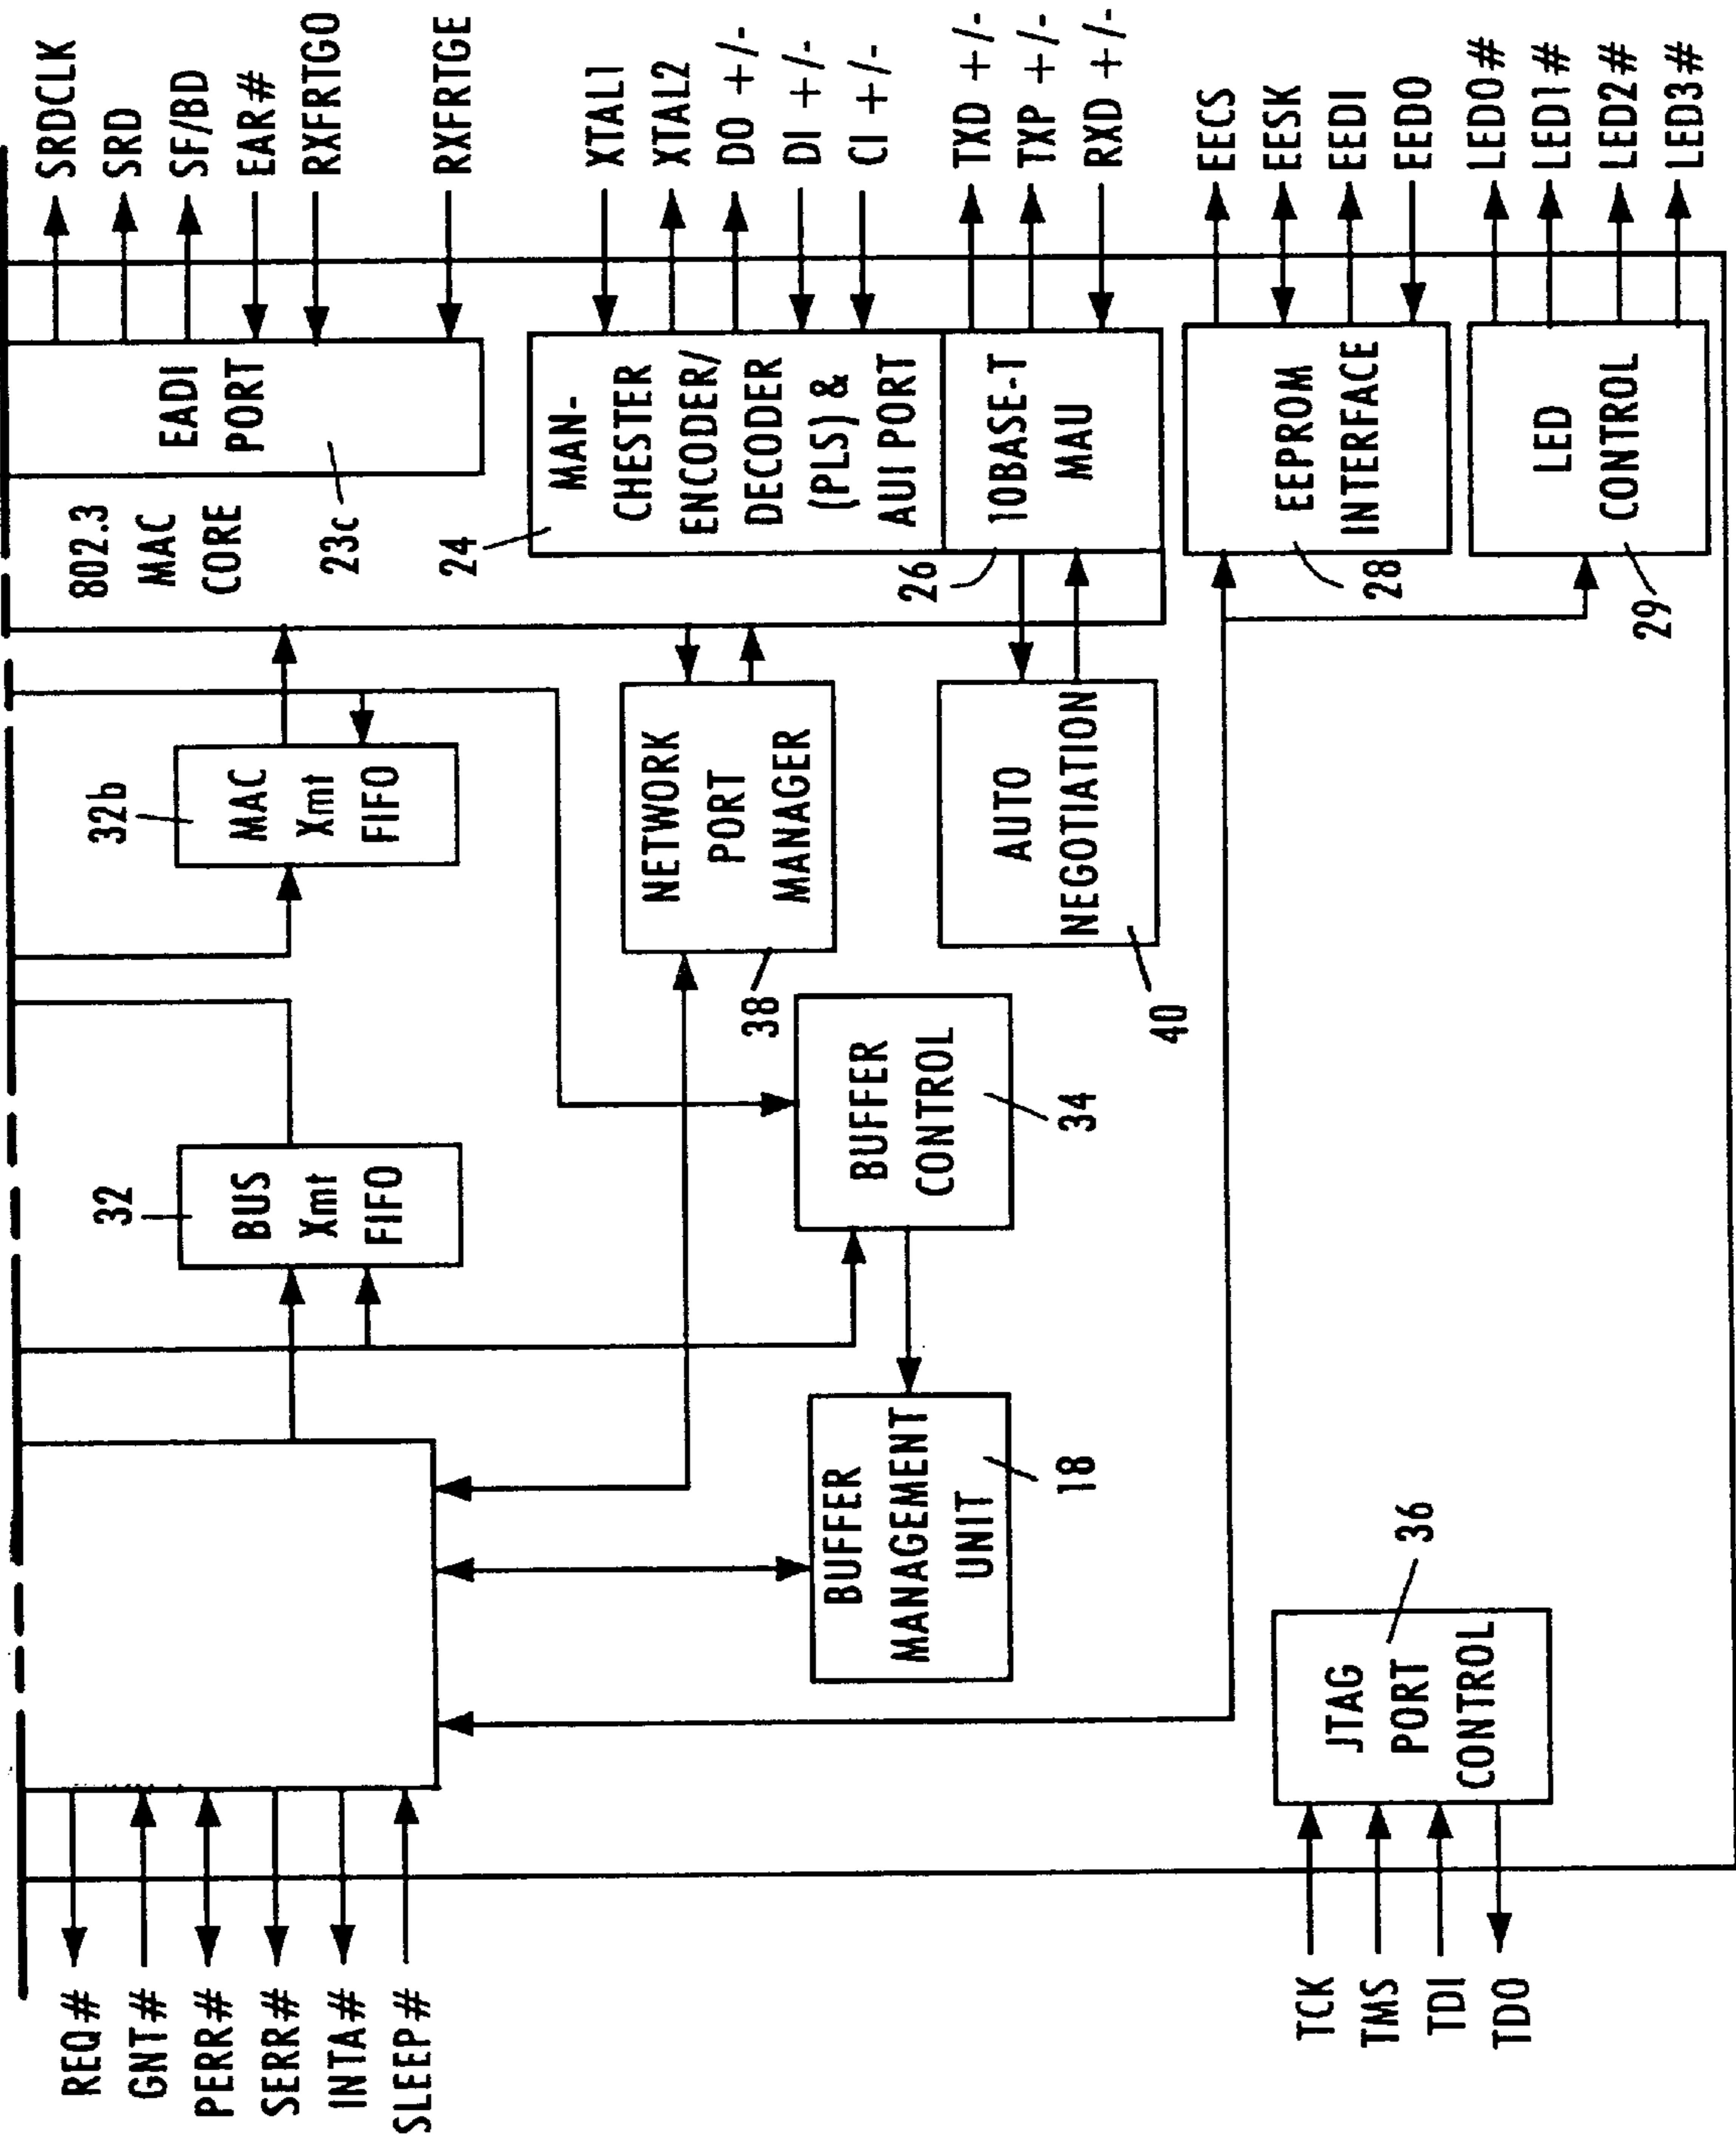 SRDCLK
SRD
SF/BD
EAR#
RXFRTGO
RXFRTGE
EADI
PORT
23c
802.3
MAC
CORE
XTAL1
XTAL2
DO +/-
DI +/-
CI +/-
MAN-
CHESTER
ENCODER/
DECODER
(PLS) &
AUI PORT
24
TXD +/-
TXP +/-
RXD +/-
10BASE-T
MAU
26
EECS
EESK
EEDI
EEDO
EEPROM
INTERFACE
28
LED0#
LED1#
LED2#
LED3#
LED
CONTROL
29
32b
MAC
Xmt
FIFO
NETWORK
PORT
MANAGER
38
AUTO
NEGOTIATION
40
32
BUS
Xmt
FIFO
BUFFER
CONTROL
34
BUFFER
MANAGEMENT
UNIT
18
JTAG
PORT
CONTROL
36
REQ#
GNT#
PERR#
SERR#
INTA#
SLEEP#
TCK
TMS
TDI
TDO